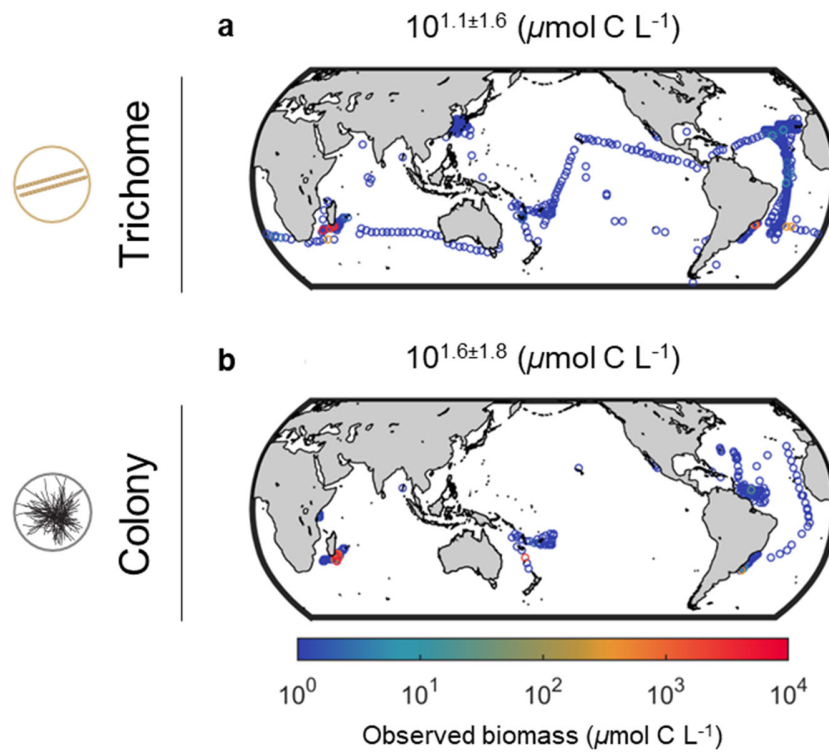 a 10^1.1±1.6 (µmol C L^-1)
Trichome
b 10^1.6±1.8 (µmol C L^-1)
Colony
10^0 10^1 10^2 10^3 10^4
Observed biomass (µmol C L^-1)